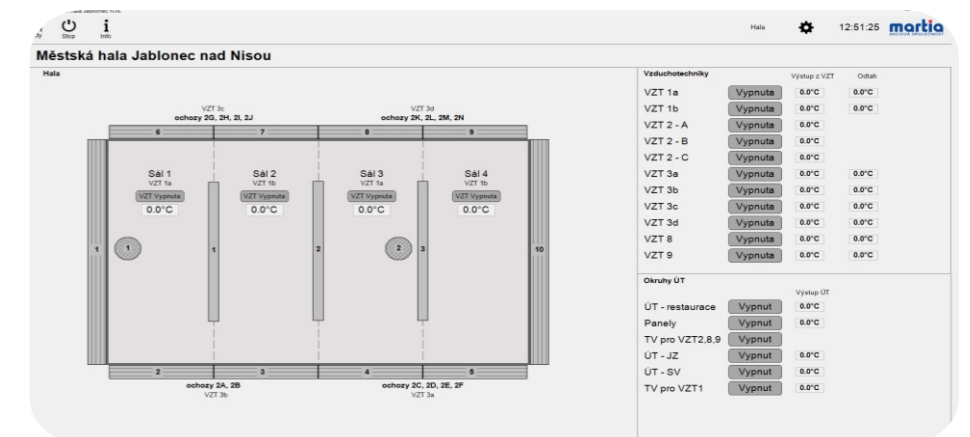 Stop
Info
Hala
12:51:25
martia
AKCIOVÁ SPOLEČNOST
Městská hala Jablonec nad Nisou
Hala
VZT 3c
ochozy 2G, 2H, 2I, 2J
VZT 3d
ochozy 2K, 2L, 2M, 2N
6 7 8 9
Sál 1 Sál 2 Sál 3 Sál 4
VZT 1a VZT 1b VZT 1a VZT 1b
VZT Vypnuta VZT Vypnuta VZT Vypnuta VZT Vypnuta
0.0°C 0.0°C 0.0°C 0.0°C
1 1 1 2 2 3 10
2 3 4 5
ochozy 2A, 2B
VZT 3b
ochozy 2C, 2D, 2E, 2F
VZT 3a
Vzduchotechniky Výstup z VZT Odtah
VZT 1a Vypnuta 0.0°C 0.0°C
VZT 1b Vypnuta 0.0°C 0.0°C
VZT 2 - A Vypnuta 0.0°C
VZT 2 - B Vypnuta 0.0°C
VZT 2 - C Vypnuta 0.0°C
VZT 3a Vypnuta 0.0°C 0.0°C
VZT 3b Vypnuta 0.0°C 0.0°C
VZT 3c Vypnuta 0.0°C 0.0°C
VZT 3d Vypnuta 0.0°C 0.0°C
VZT 8 Vypnuta 0.0°C 0.0°C
VZT 9 Vypnuta 0.0°C 0.0°C
Okruhy ÚT
Výstup ÚT
ÚT - restaurace Vypnut 0.0°C
Panely Vypnut 0.0°C
TV pro VZT2,8,9 Vypnut
ÚT - JZ Vypnut 0.0°C
ÚT - SV Vypnut 0.0°C
TV pro VZT1 Vypnut 0.0°C